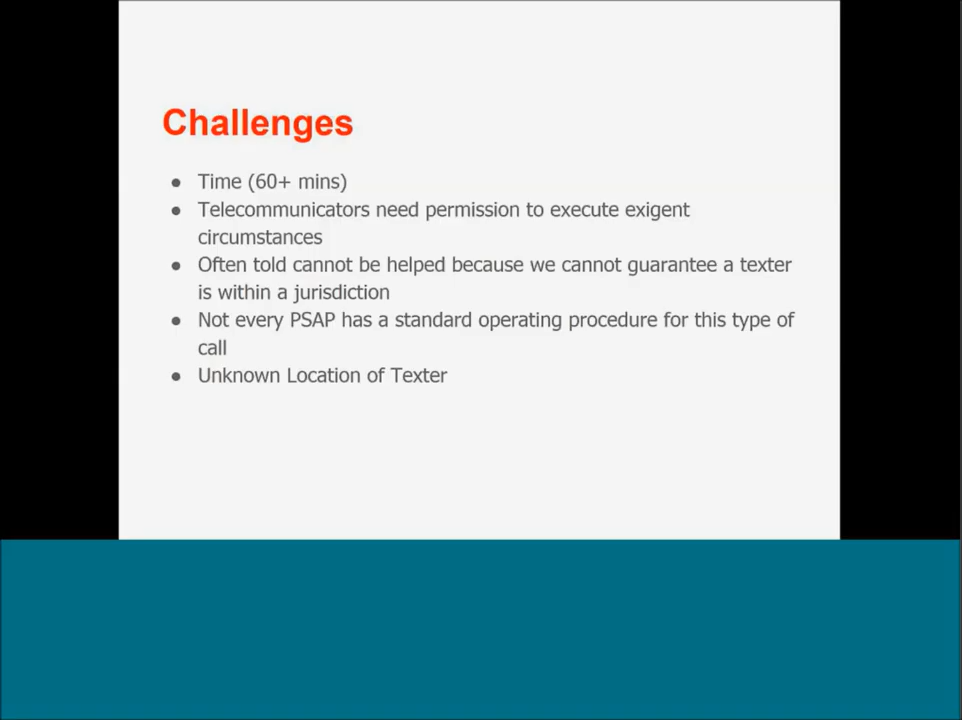 Challenges
● Time (60+ mins)
● Telecommunicators need permission to execute exigent
circumstances
● Often told cannot be helped because we cannot guarantee a texter
is within a jurisdiction
● Not every PSAP has a standard operating procedure for this type of
call
● Unknown Location of Texter